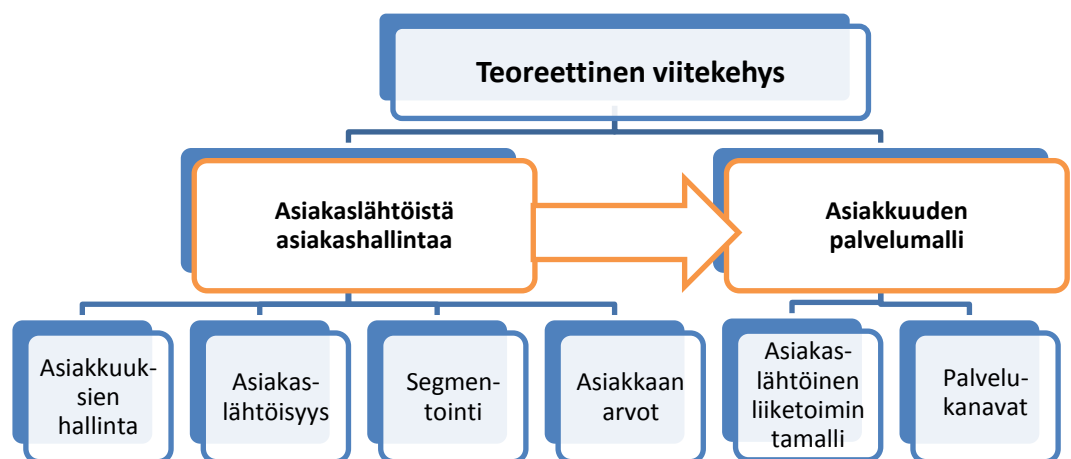 Teoreettinen viitekehys
Asiakaslähtöistä
asiakashallintaa
Asiakkuuden
palvelumalli
Asiakkuuk-
sien
hallinta
Asiakas-
lähtöisyys
Segmen-
tointi
Asiakkaan
arvot
Asiakas-
lähtöinen
liiketoimin
tamalli
Palvelu-
kanavat